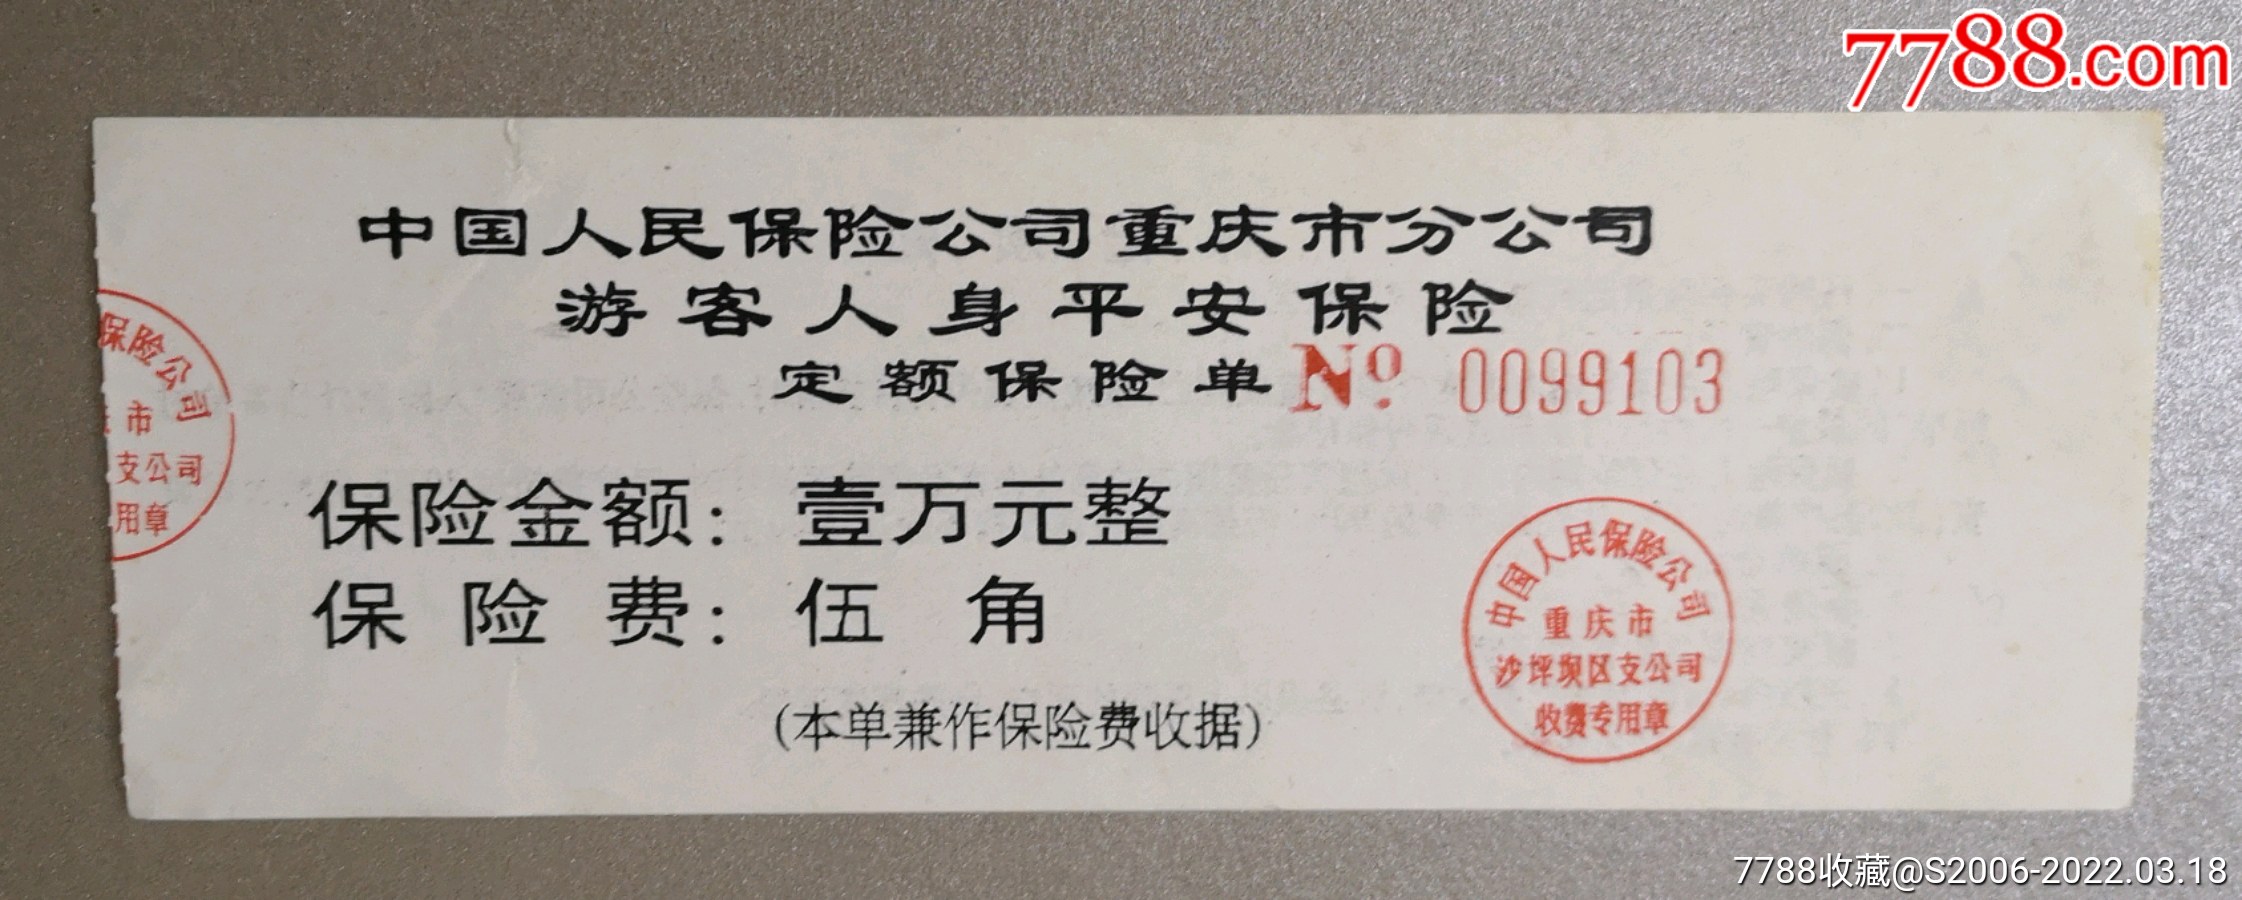 7788.com
中国人民保险公司重庆市分公司
游客人身平安保险
定额保险单 Nº 0099103
保险公司
市
支公司
用章
保险金额：壹万元整
保险费：伍角
(本单兼作保险费收据)
中国人民保险公司
重庆市
沙坪坝区支公司
收费专用章
7788收藏@S2006-2022.03.18